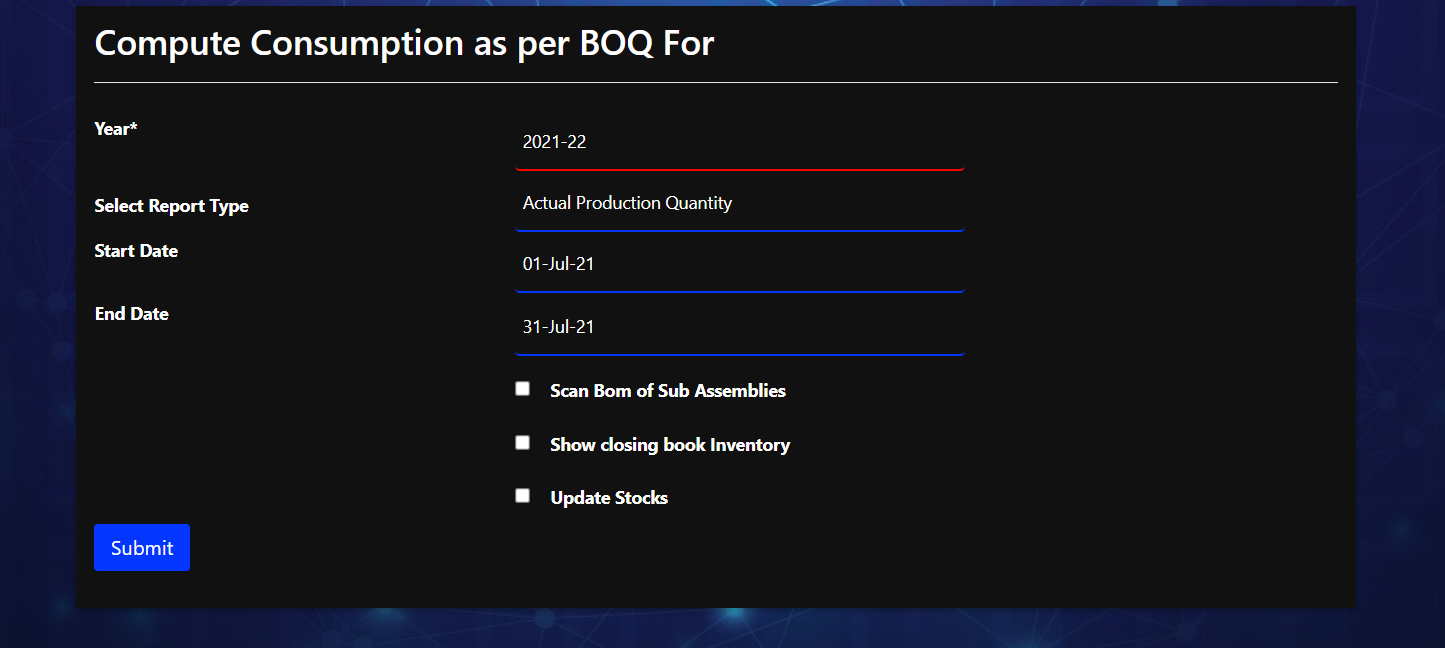 Compute Consumption as per BOQ For
Year*
2021-22
Select Report Type
Actual Production Quantity
Start Date
01-Jul-21
End Date
31-Jul-21
Scan Bom of Sub Assemblies
Show closing book Inventory
Update Stocks
Submit